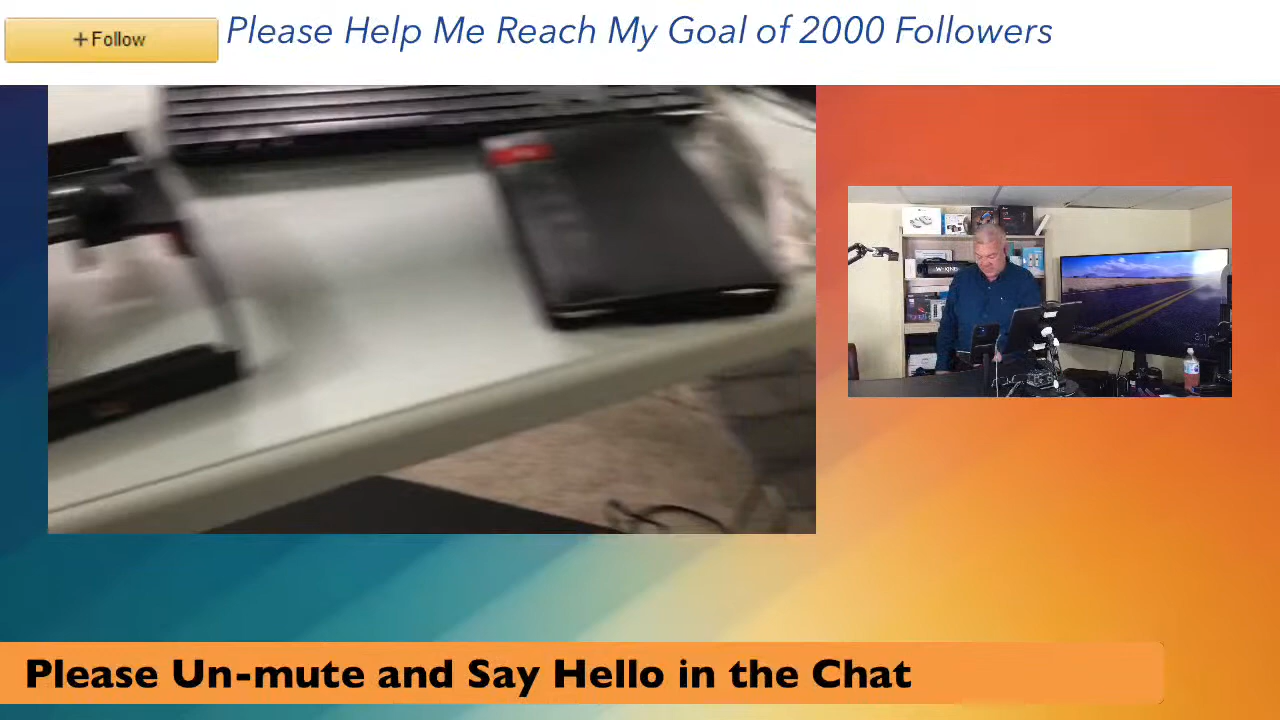 +Follow
Please Help Me Reach My Goal of 2000 Followers
Please Un-mute and Say Hello in the Chat